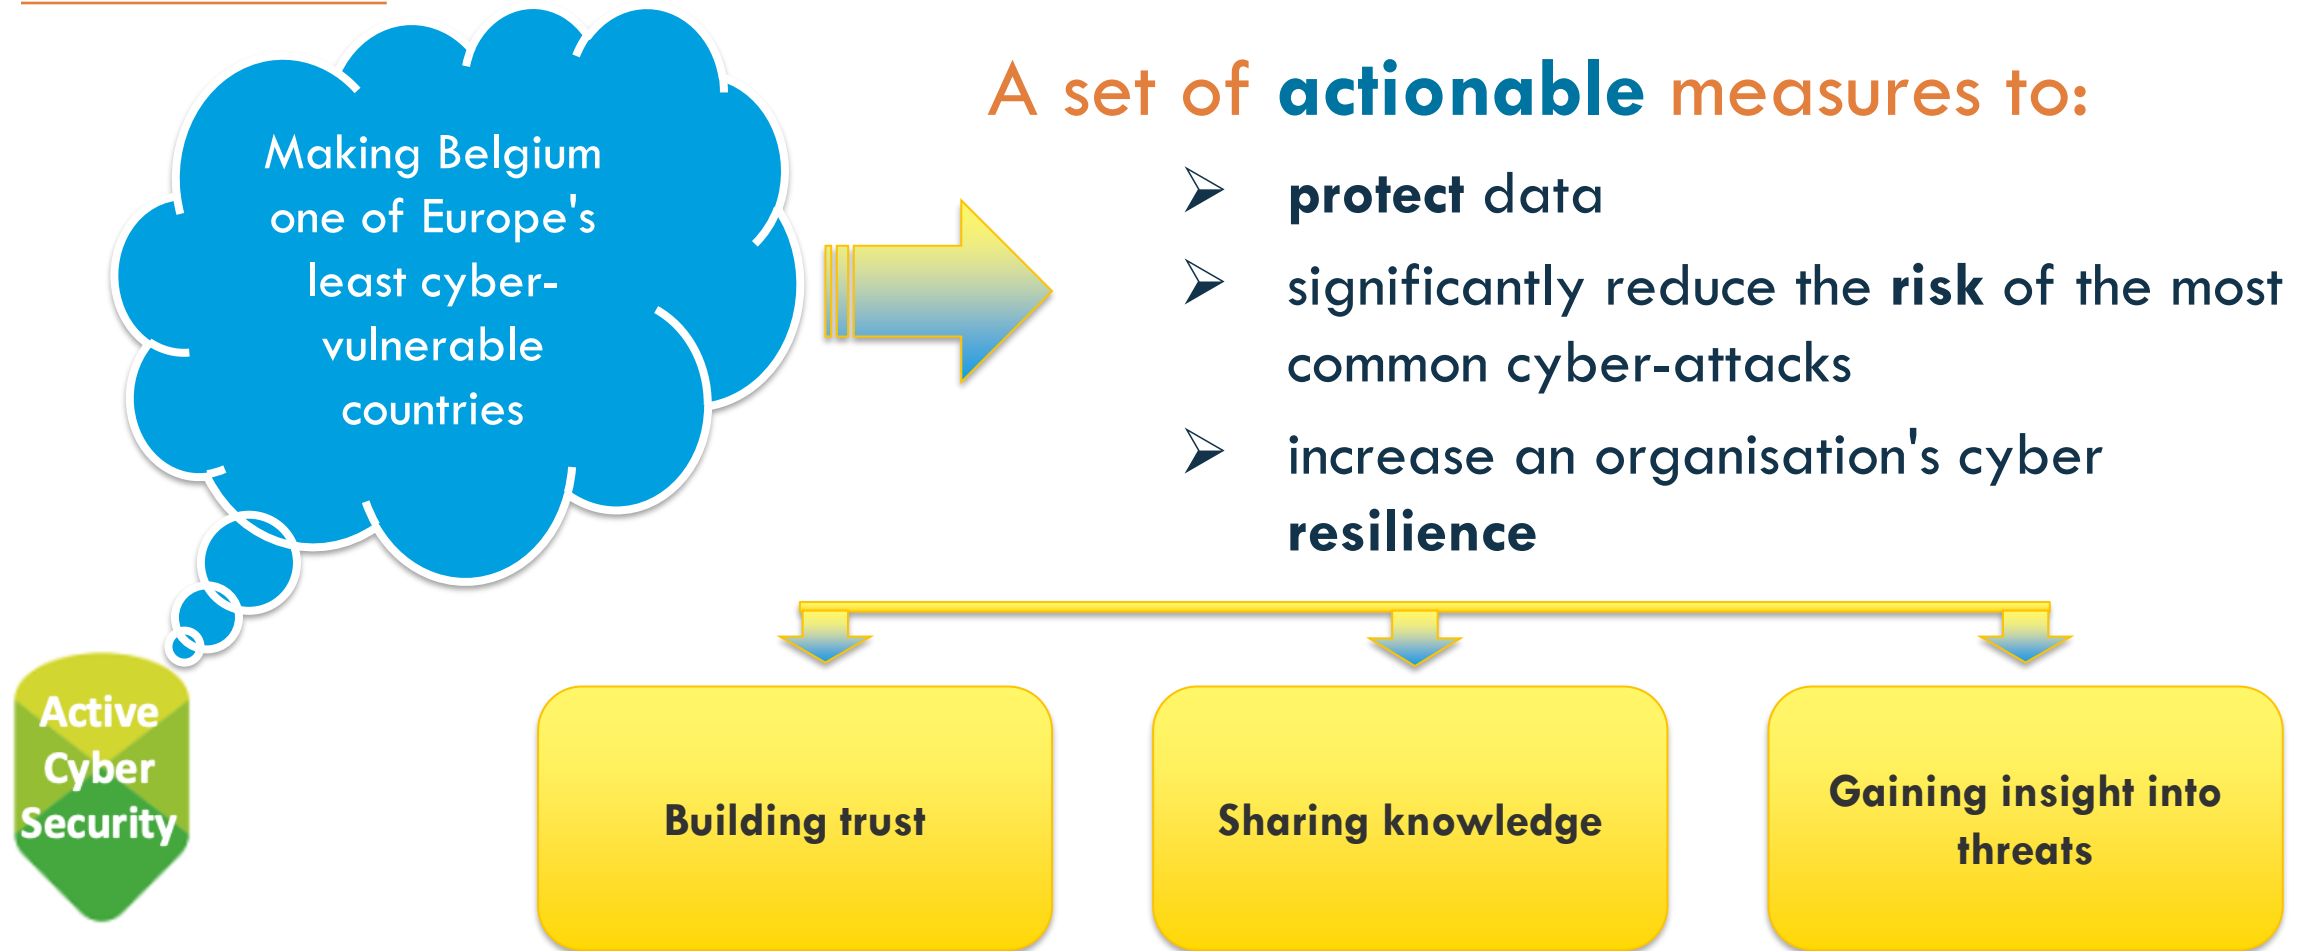 Making Belgium
one of Europe's
least cyber-
vulnerable
countries
A set of actionable measures to:
protect data
significantly reduce the risk of the most
common cyber-attacks
increase an organisation's cyber
resilience
Active
Cyber
Security
Building trust
Sharing knowledge
Gaining insight into
threats